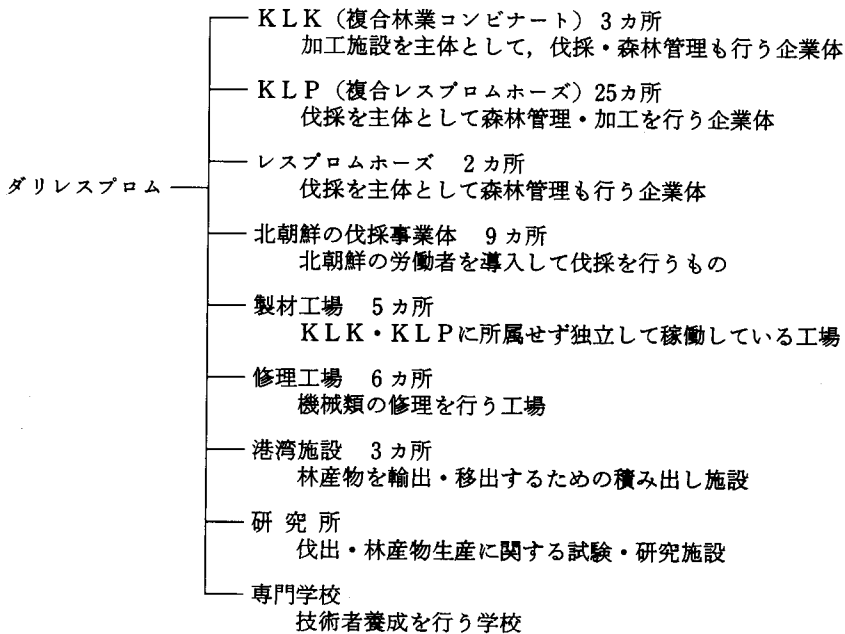 KLK(複合林業コンビナート) 3カ所
加工施設を主体として,伐採・森林管理も行う企業体
KLP(複合レスプロムホーズ)25カ所
伐採を主体として森林管理・加工を行う企業体
レスプロムホーズ 2カ所
伐採を主体として森林管理も行う企業体
ダリレスプロム
北朝鮮の伐採事業体 9カ所
北朝鮮の労働者を導入して伐採を行うもの
製材工場 5カ所
KLK・KLPに所属せず独立して稼働している工場
修理工場 6カ所
機械類の修理を行う工場
港湾施設 3カ所
林産物を輸出・移出するための積み出し施設
研究所
伐出・林産物生産に関する試験・研究施設
専門学校
技術者養成を行う学校